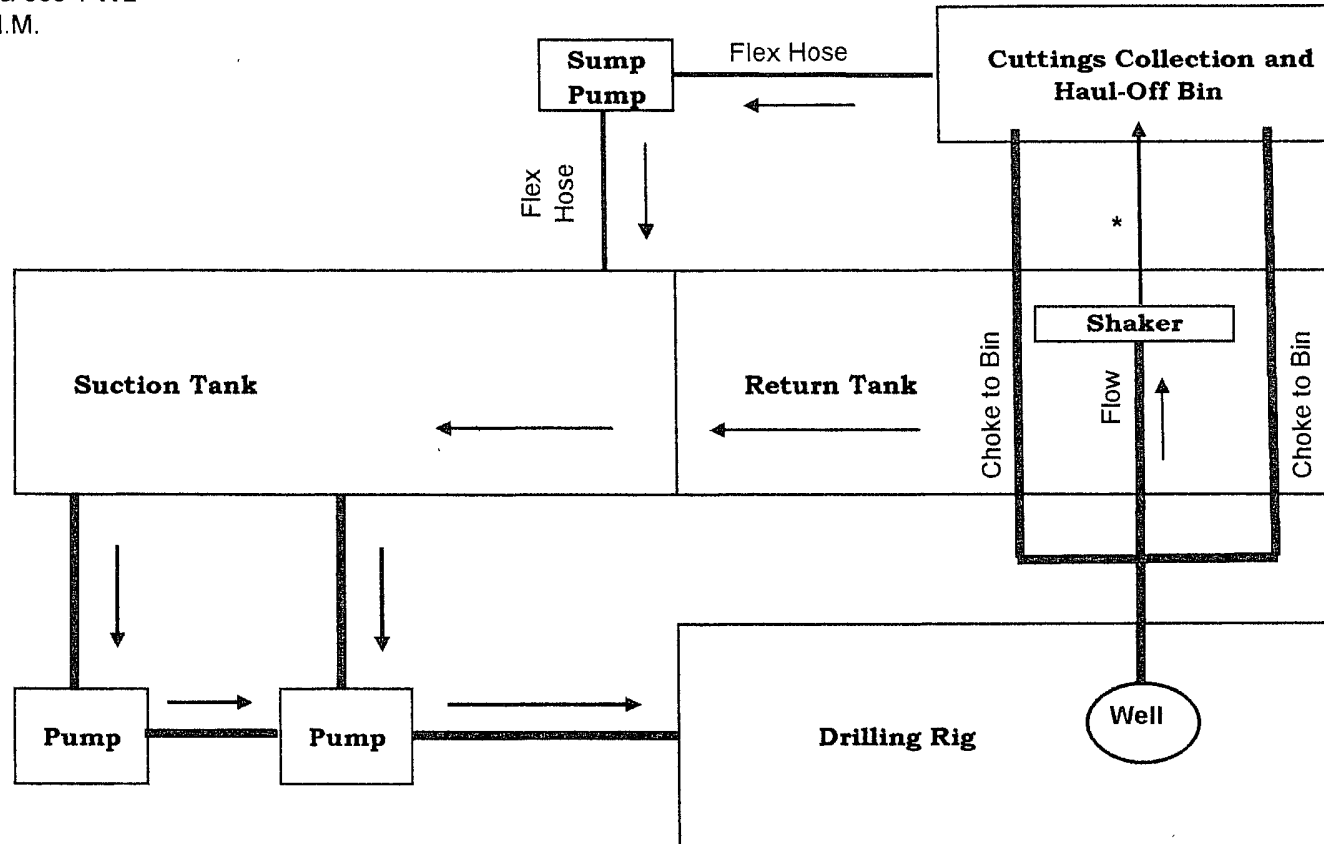 I.M.
Sump
Pump
Flex Hose
Cuttings Collection and
Haul-Off Bin
Flex
Hose
*
Shaker
Suction Tank
Return Tank
Choke to Bin
Flow
Choke to Bin
Pump
Pump
Drilling Rig
Well